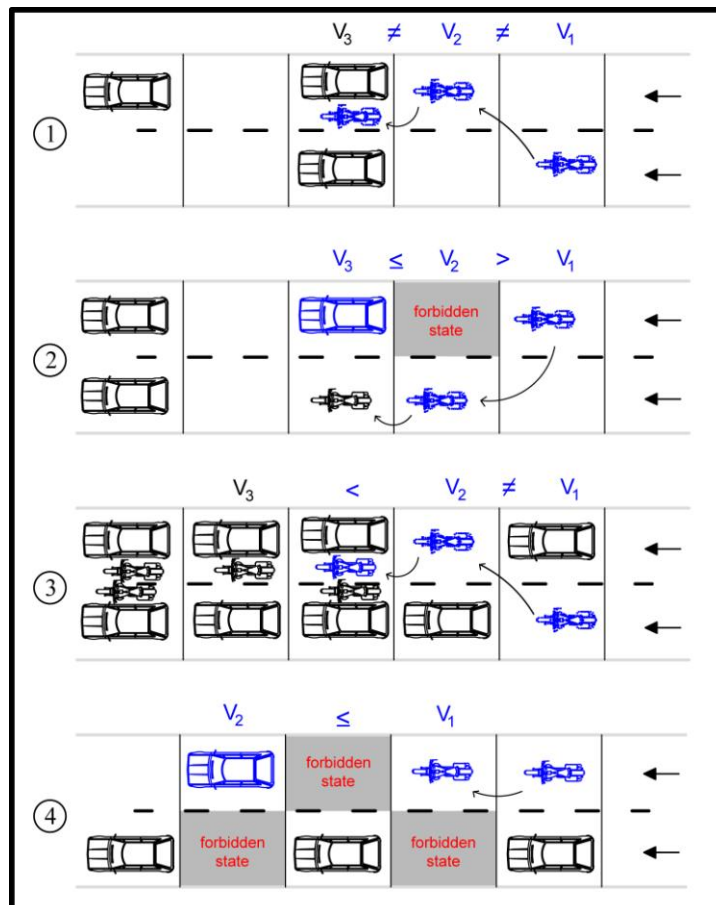 V₃ ≠ V₂ ≠ V₁
1
V₃ ≤ V₂ > V₁
forbidden
state
2
V₃ < V₂ ≠ V₁
3
V₂ ≤ V₁
forbidden
state
4
forbidden
state
forbidden
state